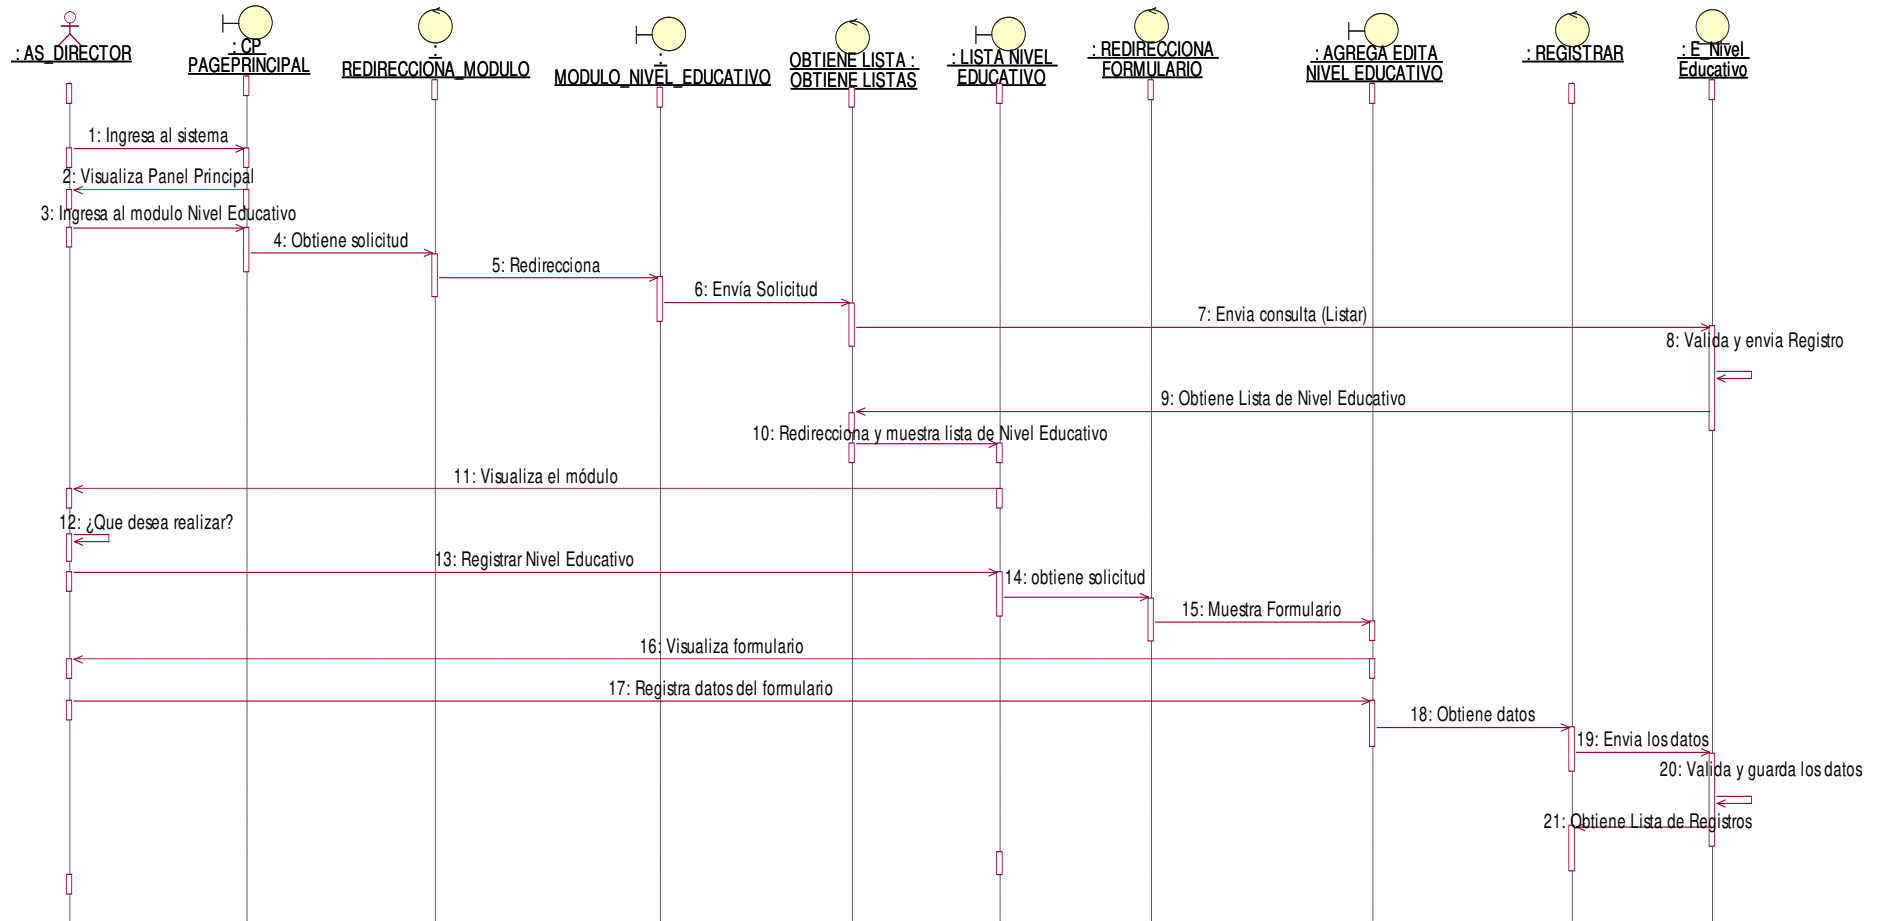 : AS_DIRECTOR
: CP_
PAGEPRINCIPAL
:
REDIRECCIONA_MODULO
:
MODULO_NIVEL_EDUCATIVO
OBTIENE LISTA :
OBTIENE LISTAS
: LISTA NIVEL
EDUCATIVO
: REDIRECCIONA
FORMULARIO
: AGREGA EDITA
NIVEL EDUCATIVO
: REGISTRAR
: E_Nivel
Educativo
1: Ingresa al sistema
2: Visualiza Panel Principal
3: Ingresa al modulo Nivel Educativo
4: Obtiene solicitud
5: Redirecciona
6: Envía Solicitud
7: Envia consulta (Listar)
8: Valida y envia Registro
9: Obtiene Lista de Nivel Educativo
10: Redirecciona y muestra lista de Nivel Educativo
11: Visualiza el módulo
12: ¿Que desea realizar?
13: Registrar Nivel Educativo
14: obtiene solicitud
15: Muestra Formulario
16: Visualiza formulario
17: Registra datos del formulario
18: Obtiene datos
19: Envia los datos
20: Valida y guarda los datos
21: Obtiene Lista de Registros